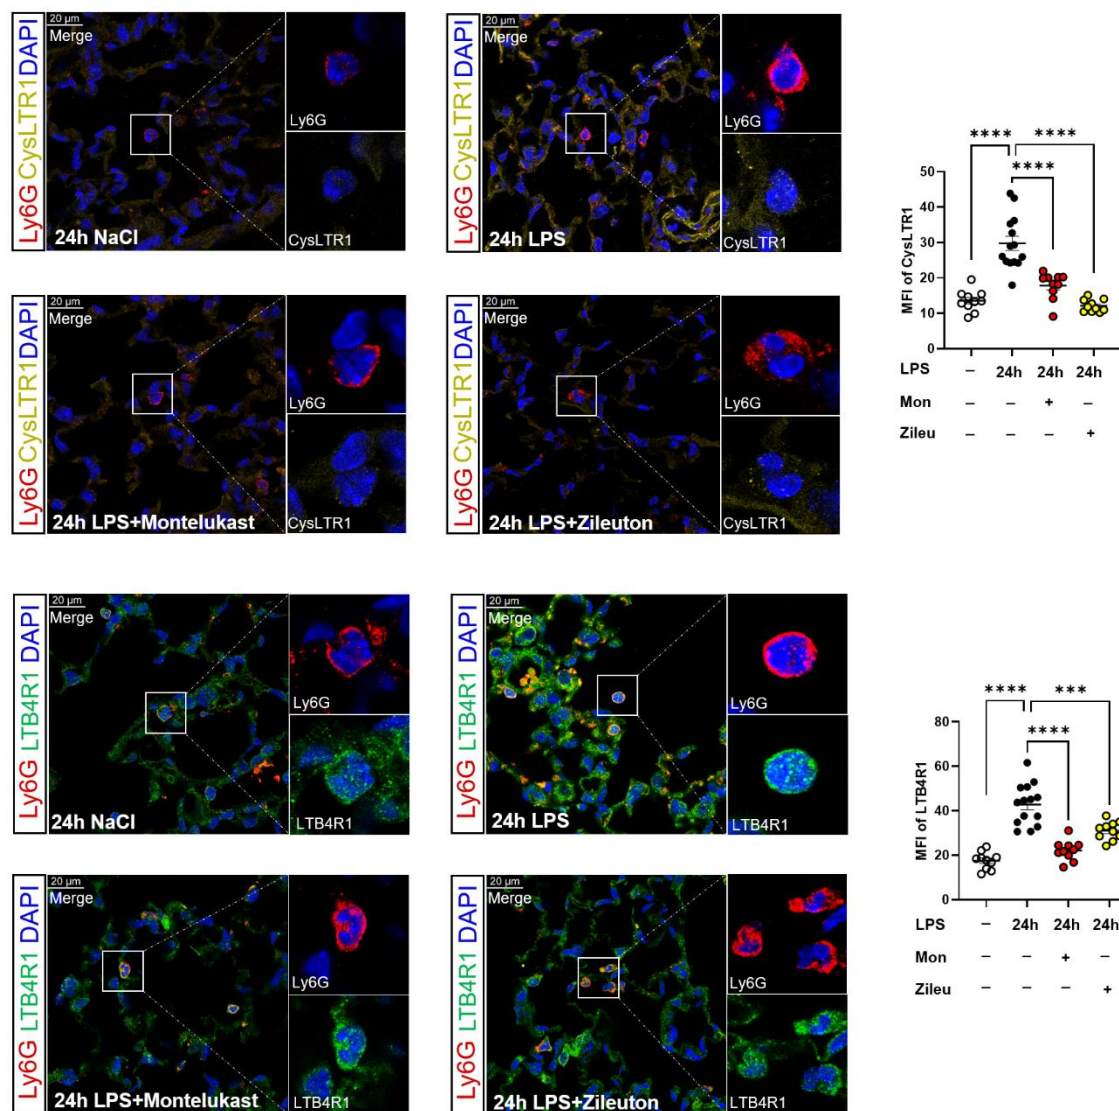 Ly6G CysLTR1 DAPI
20 µm
Merge
24h NaCl
Ly6G
CysLTR1
Ly6G CysLTR1 DAPI
20 µm
Merge
24h LPS
Ly6G
CysLTR1
Ly6G CysLTR1 DAPI
20 µm
Merge
24h LPS+Montelukast
Ly6G
CysLTR1
Ly6G CysLTR1 DAPI
20 µm
Merge
24h LPS+Zileuton
Ly6G
CysLTR1
**** ****
****
MFI of CysLTR1
50
40
30
20
10
0
LPS – 24h 24h 24h
Mon – – + –
Zileu – – – +
Ly6G LTB4R1 DAPI
20 µm
Merge
24h NaCl
Ly6G
LTB4R1
Ly6G LTB4R1 DAPI
20 µm
Merge
24h LPS
Ly6G
LTB4R1
Ly6G LTB4R1 DAPI
20 µm
Merge
24h LPS+Montelukast
Ly6G
LTB4R1
Ly6G LTB4R1 DAPI
20 µm
Merge
24h LPS+Zileuton
Ly6G
LTB4R1
**** ***
****
MFI of LTB4R1
80
60
40
20
0
LPS – 24h 24h 24h
Mon – – + –
Zileu – – – +